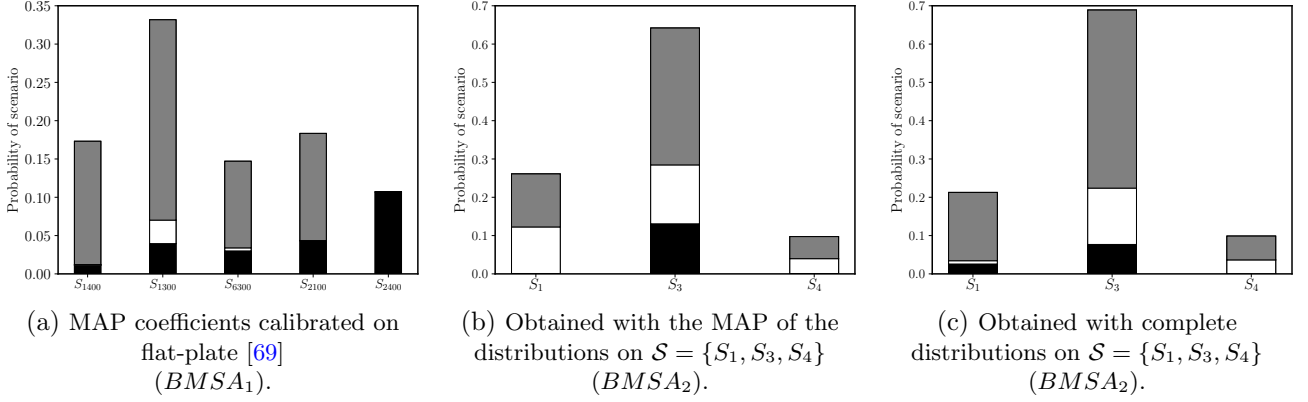 0.35
0.30
0.25
0.20
0.15
0.10
0.05
0.00
Probability of scenario
S₁₄₀₀ S₁₃₀₀ S₆₃₀₀ S₂₁₀₀ S₂₄₀₀
(a) MAP coefficients calibrated on
flat-plate [69]
(BMSA₁).
0.7
0.6
0.5
0.4
0.3
0.2
0.1
0.0
Probability of scenario
S₁ S₃ S₄
(b) Obtained with the MAP of the
distributions on 𝒮 = {S₁, S₃, S₄}
(BMSA₂).
0.7
0.6
0.5
0.4
0.3
0.2
0.1
0.0
Probability of scenario
S₁ S₃ S₄
(c) Obtained with complete
distributions on 𝒮 = {S₁, S₃, S₄}
(BMSA₂).